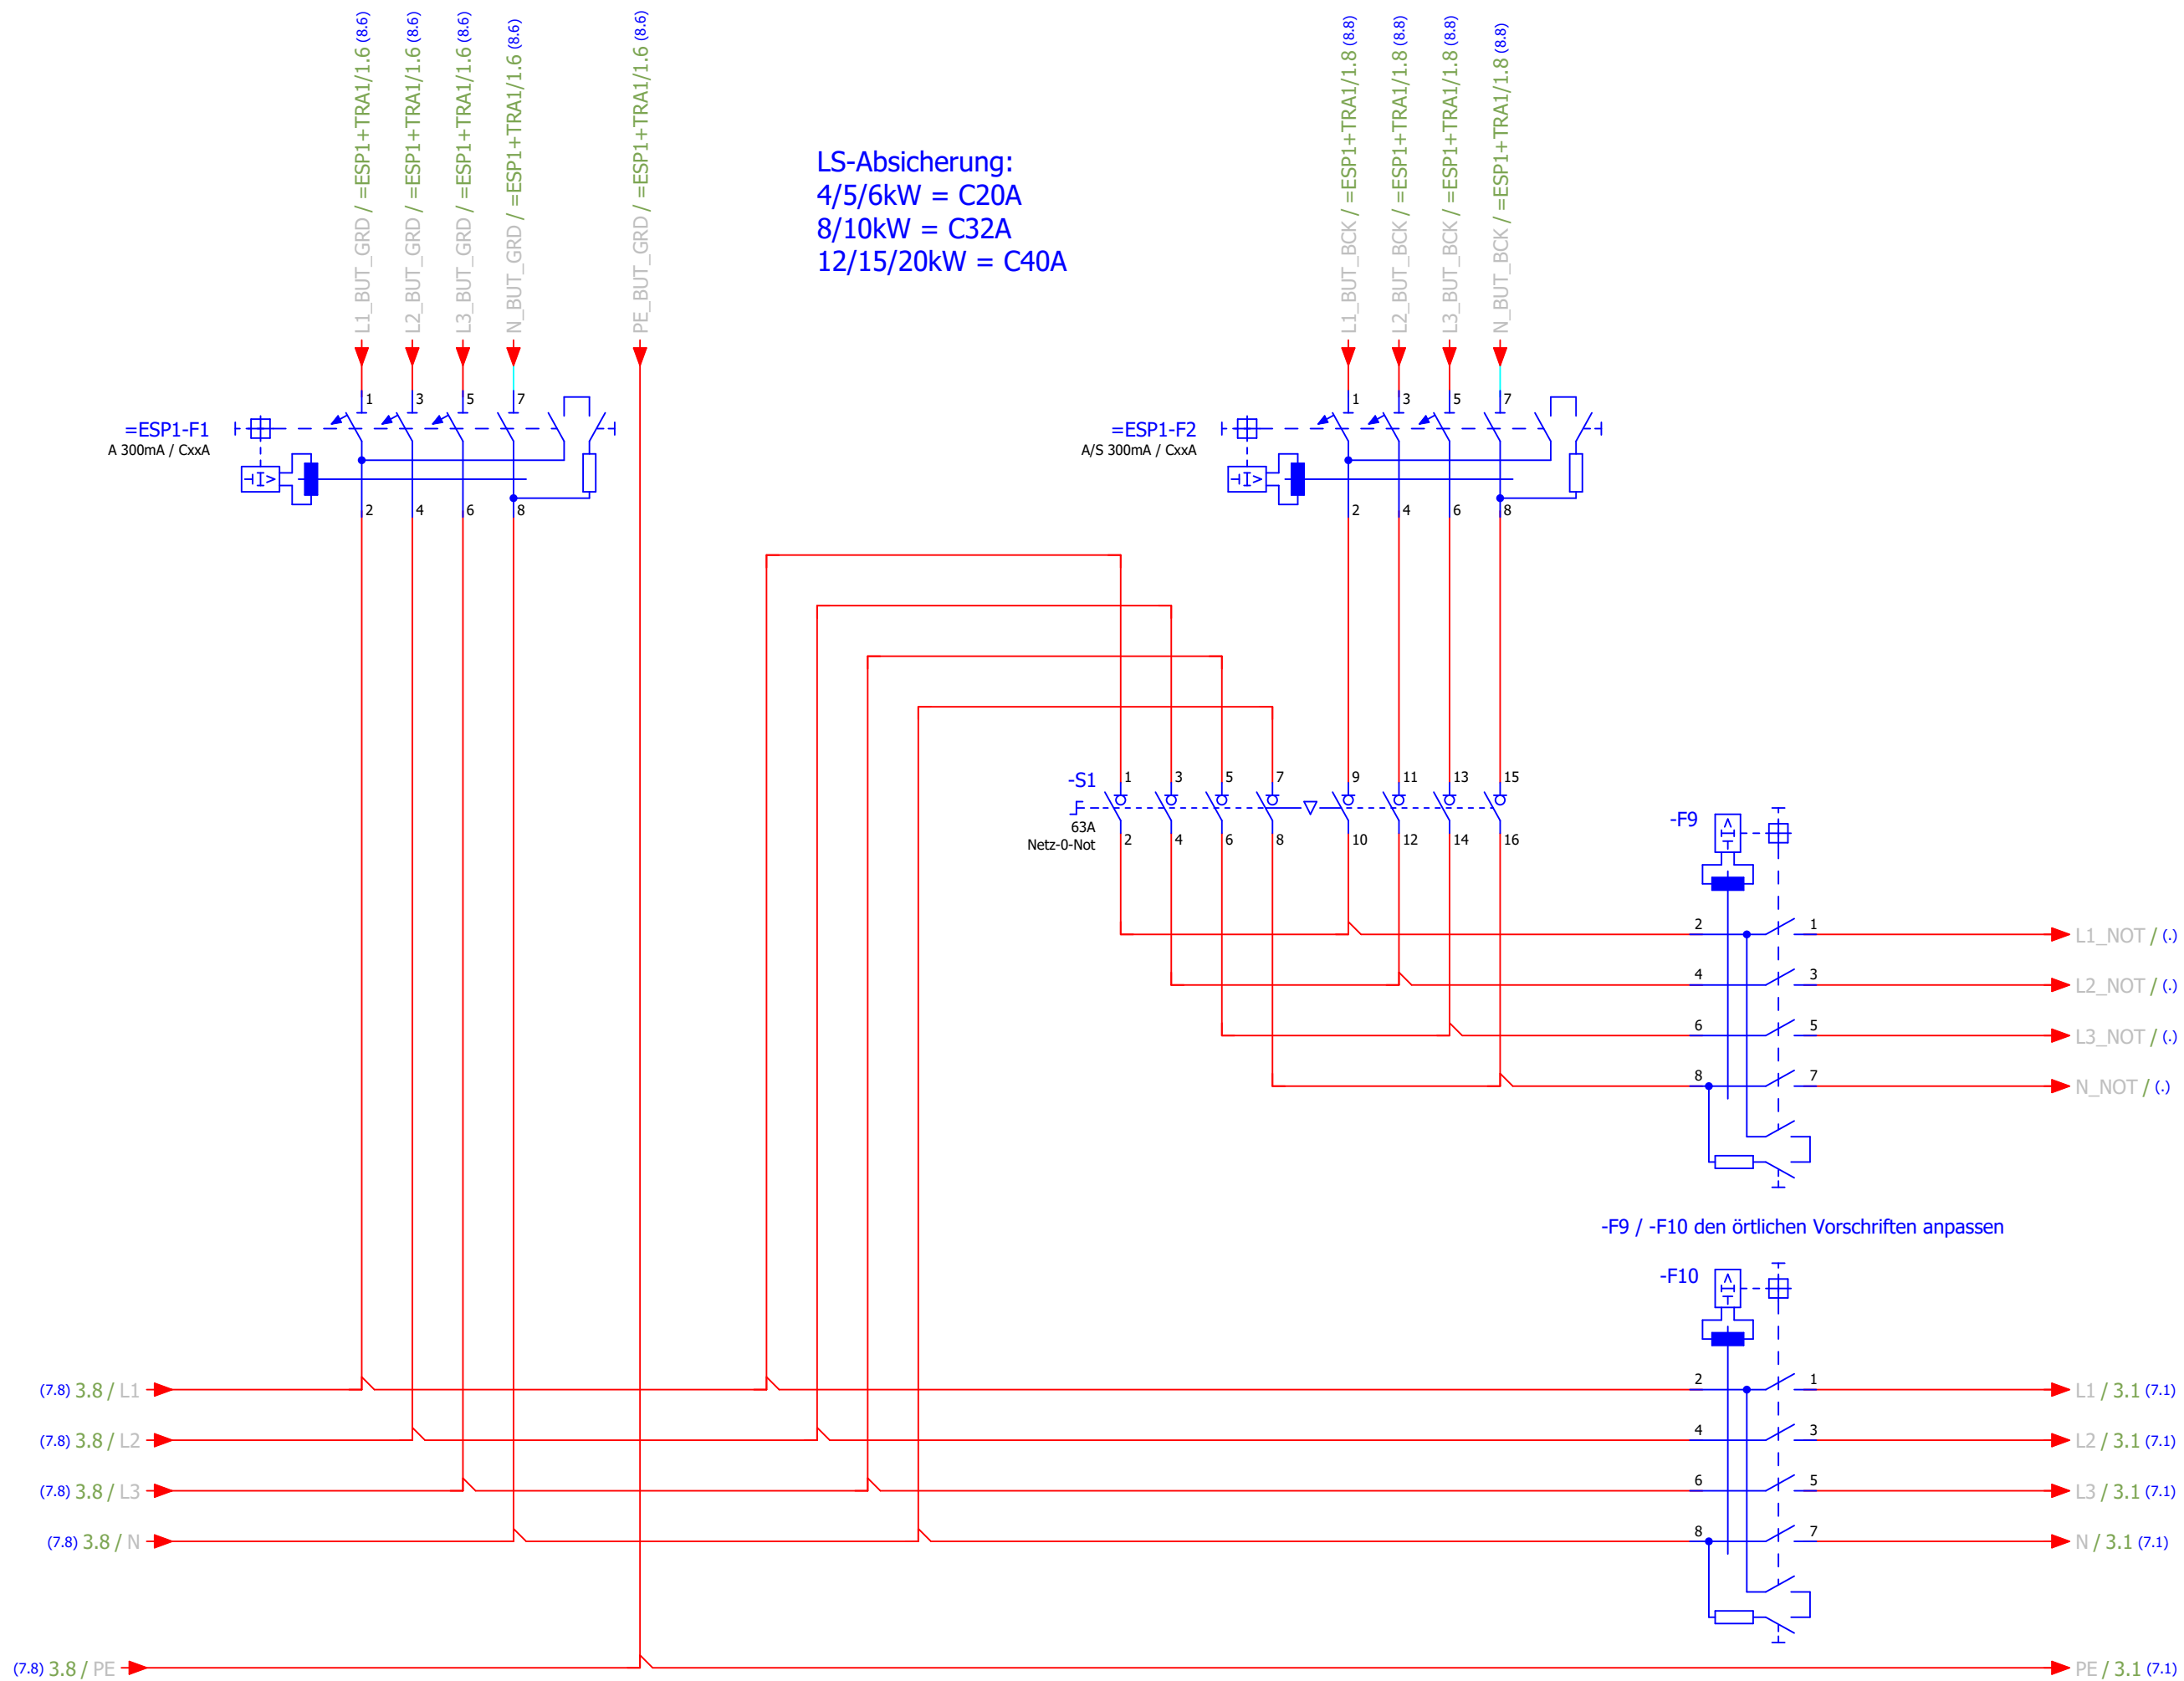 L1_BUT_GRD / =ESP1+TRA1/1.6 (8.6)
L2_BUT_GRD / =ESP1+TRA1/1.6 (8.6)
L3_BUT_GRD / =ESP1+TRA1/1.6 (8.6)
N_BUT_GRD / =ESP1+TRA1/1.6 (8.6)
PE_BUT_GRD / =ESP1+TRA1/1.6 (8.6)
LS-Absicherung:
4/5/6kW = C20A
8/10kW = C32A
12/15/20kW = C40A
L1_BUT_BCK / =ESP1+TRA1/1.8 (8.8)
L2_BUT_BCK / =ESP1+TRA1/1.8 (8.8)
L3_BUT_BCK / =ESP1+TRA1/1.8 (8.8)
N_BUT_BCK / =ESP1+TRA1/1.8 (8.8)
1 3 5 7
=ESP1-F1
A 300mA / CxxA
2 4 6 8
1 3 5 7
=ESP1-F2
A/S 300mA / CxxA
2 4 6 8
-S1
1 3 5 7 9 11 13 15
63A
Netz-0-Not
2 4 6 8 10 12 14 16
-F9
2 1 L1_NOT / (.)
4 3 L2_NOT / (.)
6 5 L3_NOT / (.)
8 7 N_NOT / (.)
-F9 / -F10 den örtlichen Vorschriften anpassen
-F10
(7.8) 3.8 / L1 2 1 L1 / 3.1 (7.1)
(7.8) 3.8 / L2 4 3 L2 / 3.1 (7.1)
(7.8) 3.8 / L3 6 5 L3 / 3.1 (7.1)
(7.8) 3.8 / N 8 7 N / 3.1 (7.1)
(7.8) 3.8 / PE PE / 3.1 (7.1)